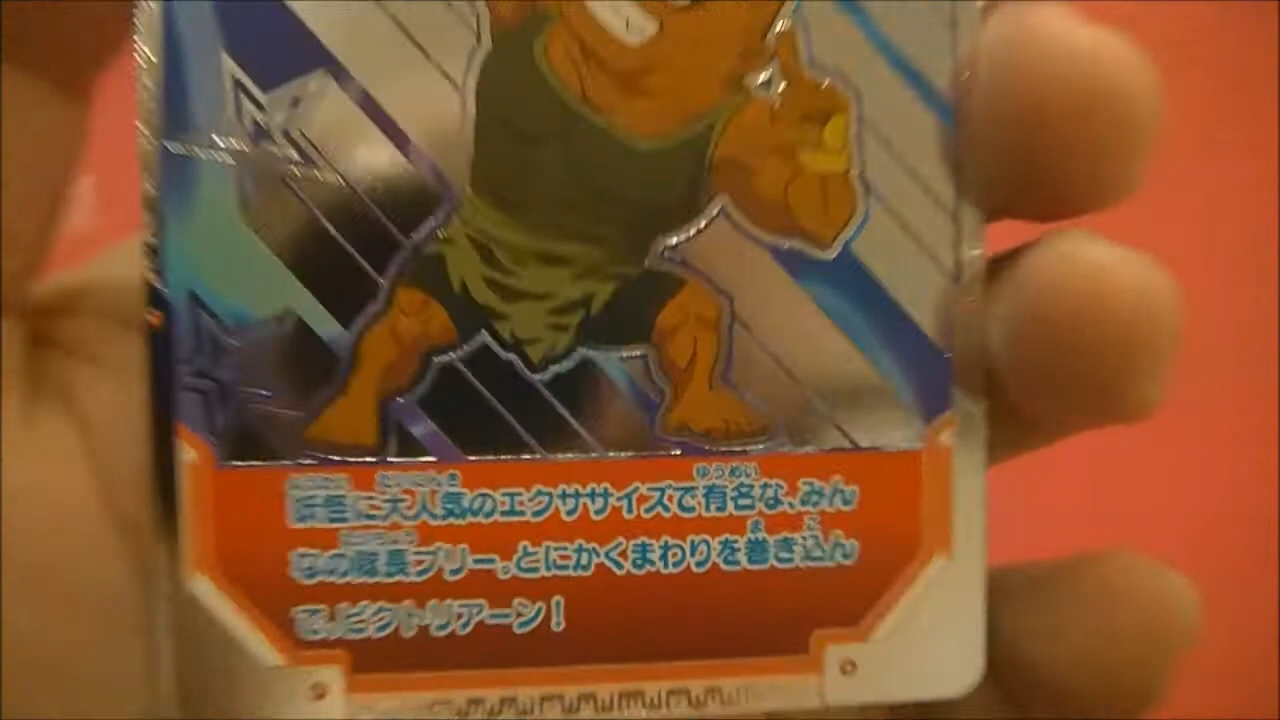 妖怪に大人気のエクササイズで有名な、みん
なの隊長ブリー。とにかくまわりを巻き込ん
で、ビクトリアーン！